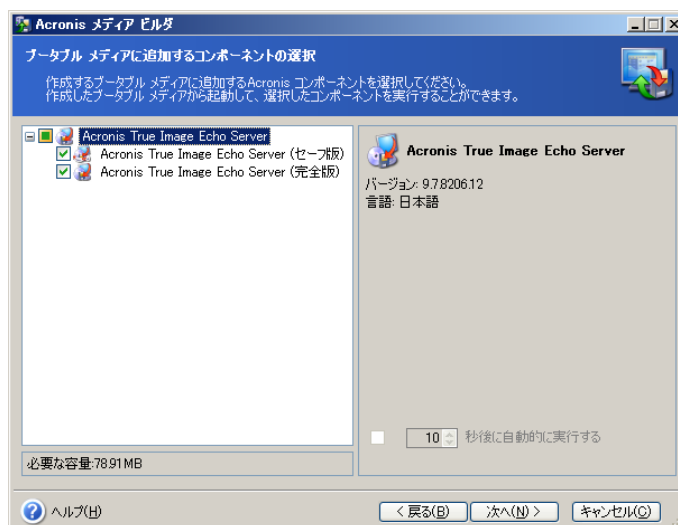 Acronis メディア ビルダ
ブータブル メディアに追加するコンポーネントの選択
作成するブータブル メディアに追加するAcronis コンポーネントを選択してください。
作成したブータブル メディアから起動して、選択したコンポーネントを実行することができます。
Acronis True Image Echo Server
Acronis True Image Echo Server (セーフ版)
Acronis True Image Echo Server (完全版)
Acronis True Image Echo Server
バージョン: 9.7.8206.12
言語: 日本語
10 秒後に自動的に実行する
必要な容量:78.91 MB
ヘルプ(H)
< 戻る(B)
次へ(N) >
キャンセル(C)